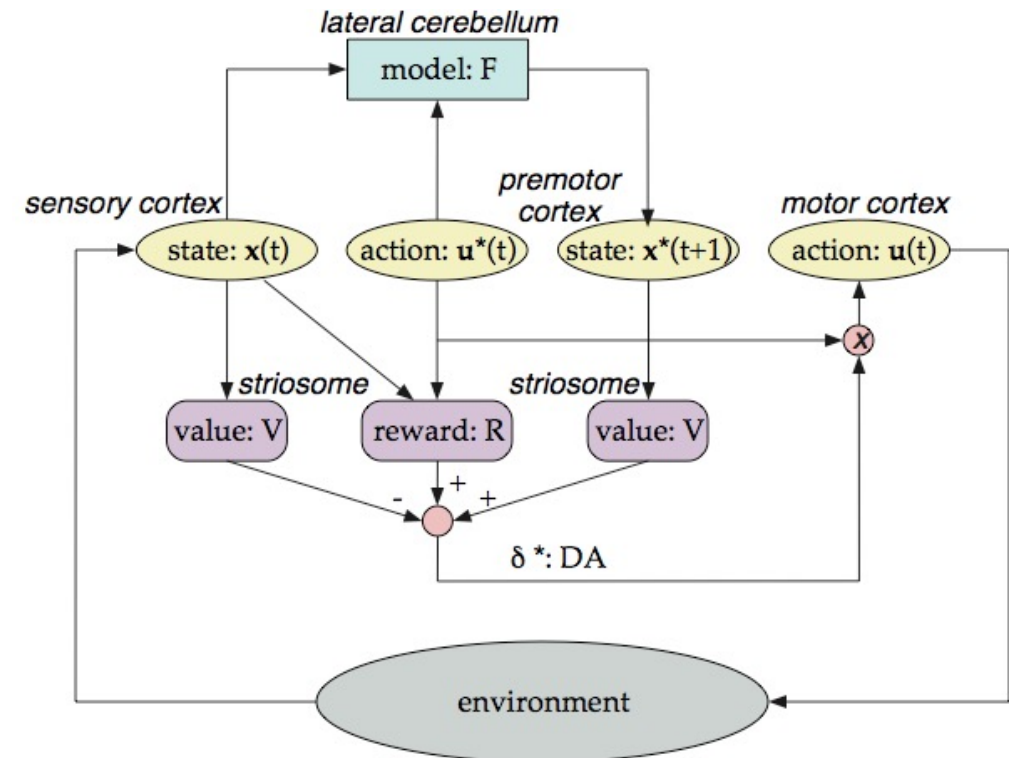 lateral cerebellum
model: F
sensory cortex
premotor
cortex
motor cortex
state: x(t)
action: u*(t)
state: x*(t+1)
action: u(t)
x
striosome
striosome
value: V
reward: R
value: V
-
+
+
δ *: DA
environment